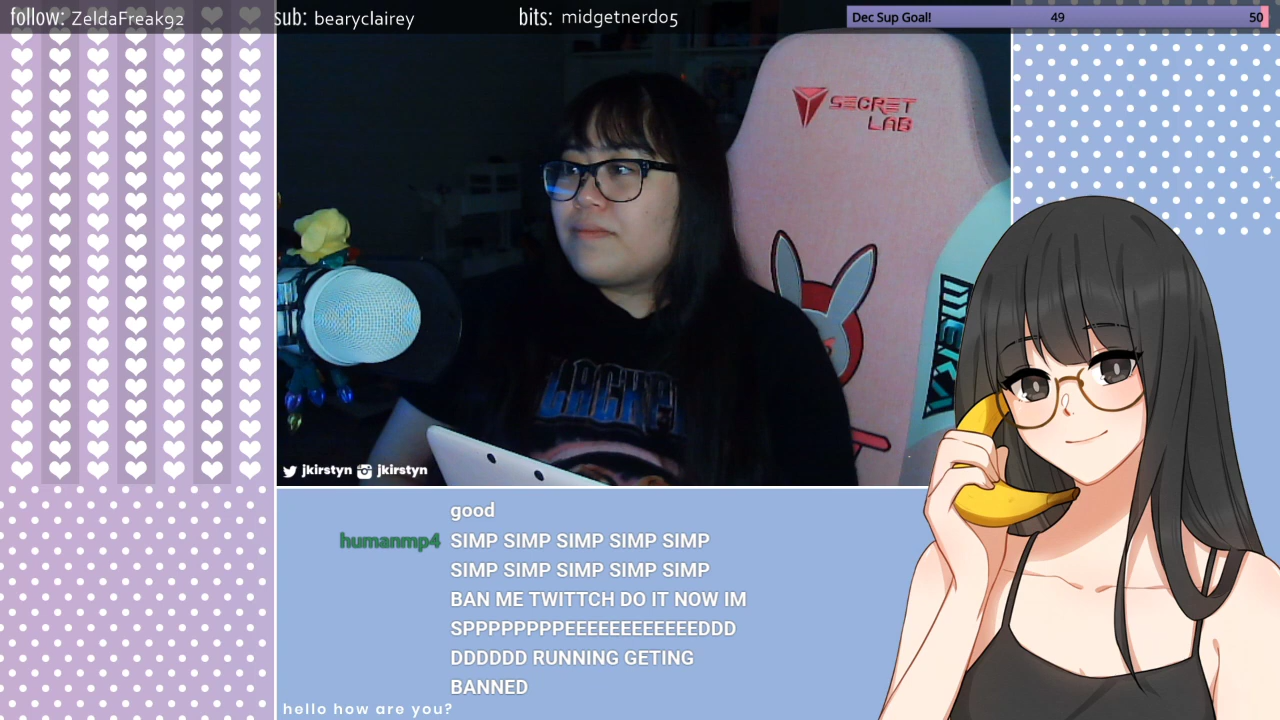 follow: ZeldaFreak92
sub: bearyclairey
bits: midgetnerd05
Dec Sup Goal! 49 50
SECRET
LAB
jkirstyn jkirstyn
good
humanmp4 SIMP SIMP SIMP SIMP SIMP
SIMP SIMP SIMP SIMP SIMP
BAN ME TWITTCH DO IT NOW IM
SPPPPPPPPEEEEEEEEEEEEDDD
DDDDDD RUNNING GETING
BANNED
hello how are you?